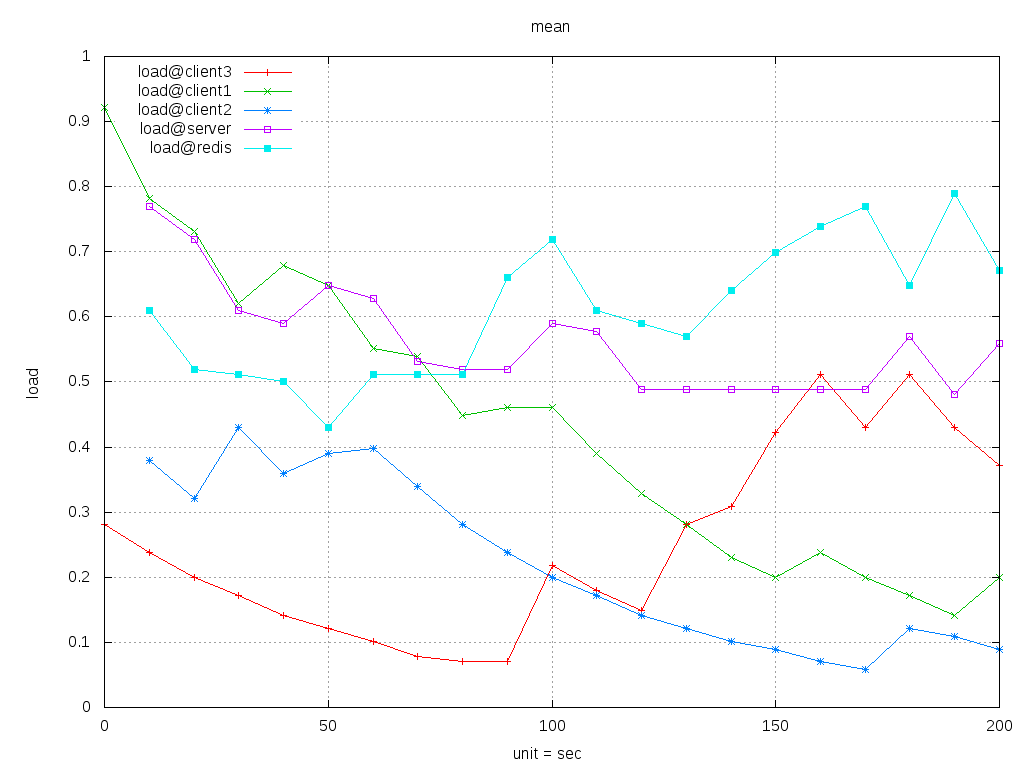 mean
load@client3
load@client1
load@client2
load@server
load@redis
1
0.9
0.8
0.7
0.6
0.5
0.4
0.3
0.2
0.1
0
load
0 50 100 150 200
unit = sec